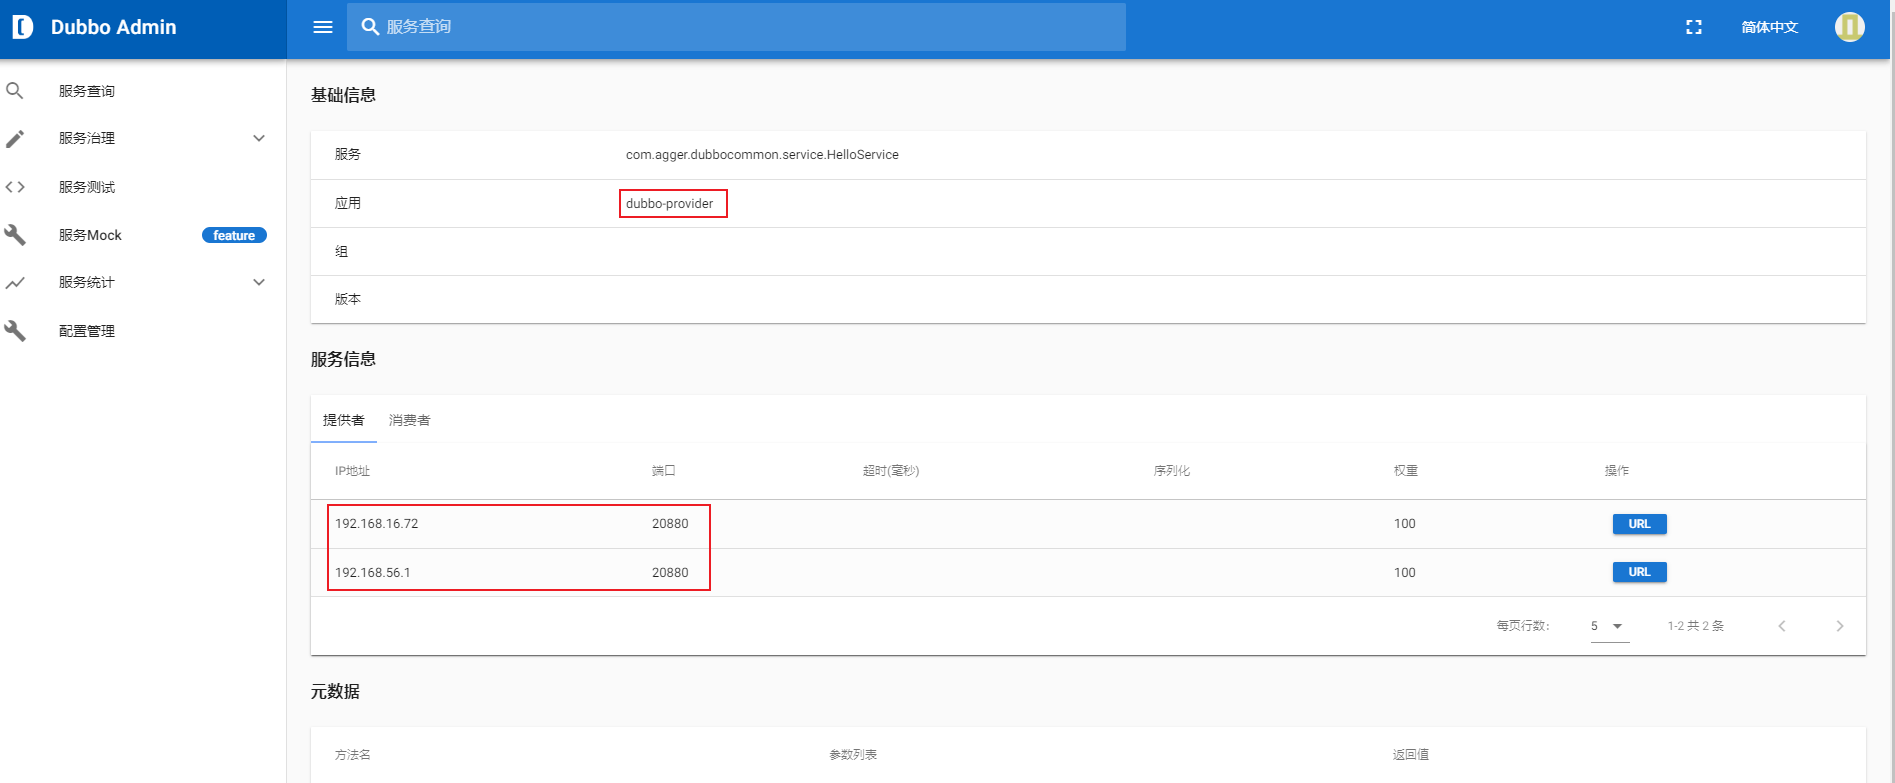 Dubbo Admin
服务查询
简体中文
服务查询
服务治理
服务测试
服务Mock feature
服务统计
配置管理
基础信息
服务 com.agger.dubbocommon.service.HelloService
应用 dubbo-provider
组
版本
服务信息
提供者 消费者
IP地址 端口 超时(毫秒) 序列化 权重 操作
192.168.16.72 20880 100 URL
192.168.56.1 20880 100 URL
每页行数: 5 1-2 共 2 条
元数据
方法名 参数列表 返回值